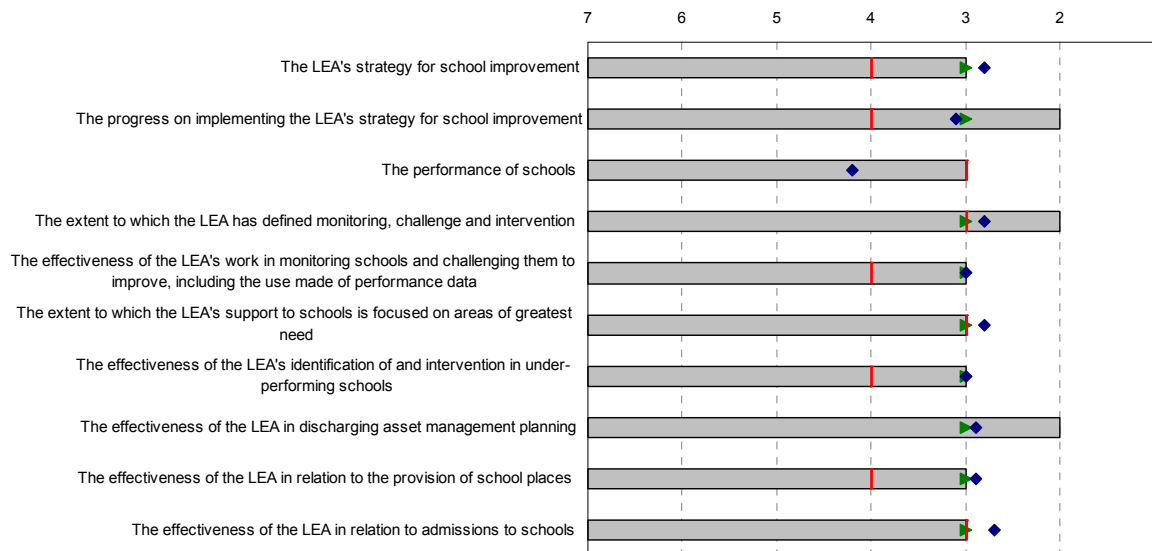 7 6 5 4 3 2
The LEA's strategy for school improvement
The progress on implementing the LEA's strategy for school improvement
The performance of schools
The extent to which the LEA has defined monitoring, challenge and intervention
The effectiveness of the LEA's work in monitoring schools and challenging them to
improve, including the use made of performance data
The extent to which the LEA's support to schools is focused on areas of greatest
need
The effectiveness of the LEA's identification of and intervention in under-
performing schools
The effectiveness of the LEA in discharging asset management planning
The effectiveness of the LEA in relation to the provision of school places
The effectiveness of the LEA in relation to admissions to schools